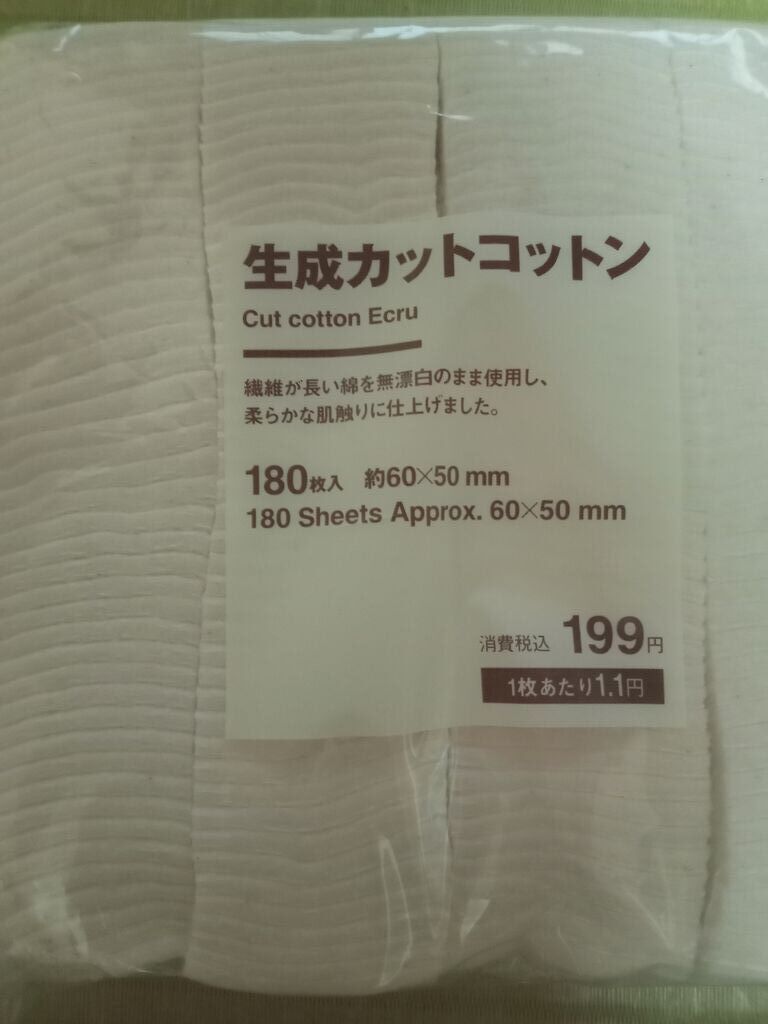 生成カットコットン
Cut cotton Ecru
繊維が長い綿を無漂白のまま使用し、
柔らかな肌触りに仕上げました。
180枚入 約60×50 mm
180 Sheets Approx. 60×50 mm
消費税込 199円
1枚あたり1.1円